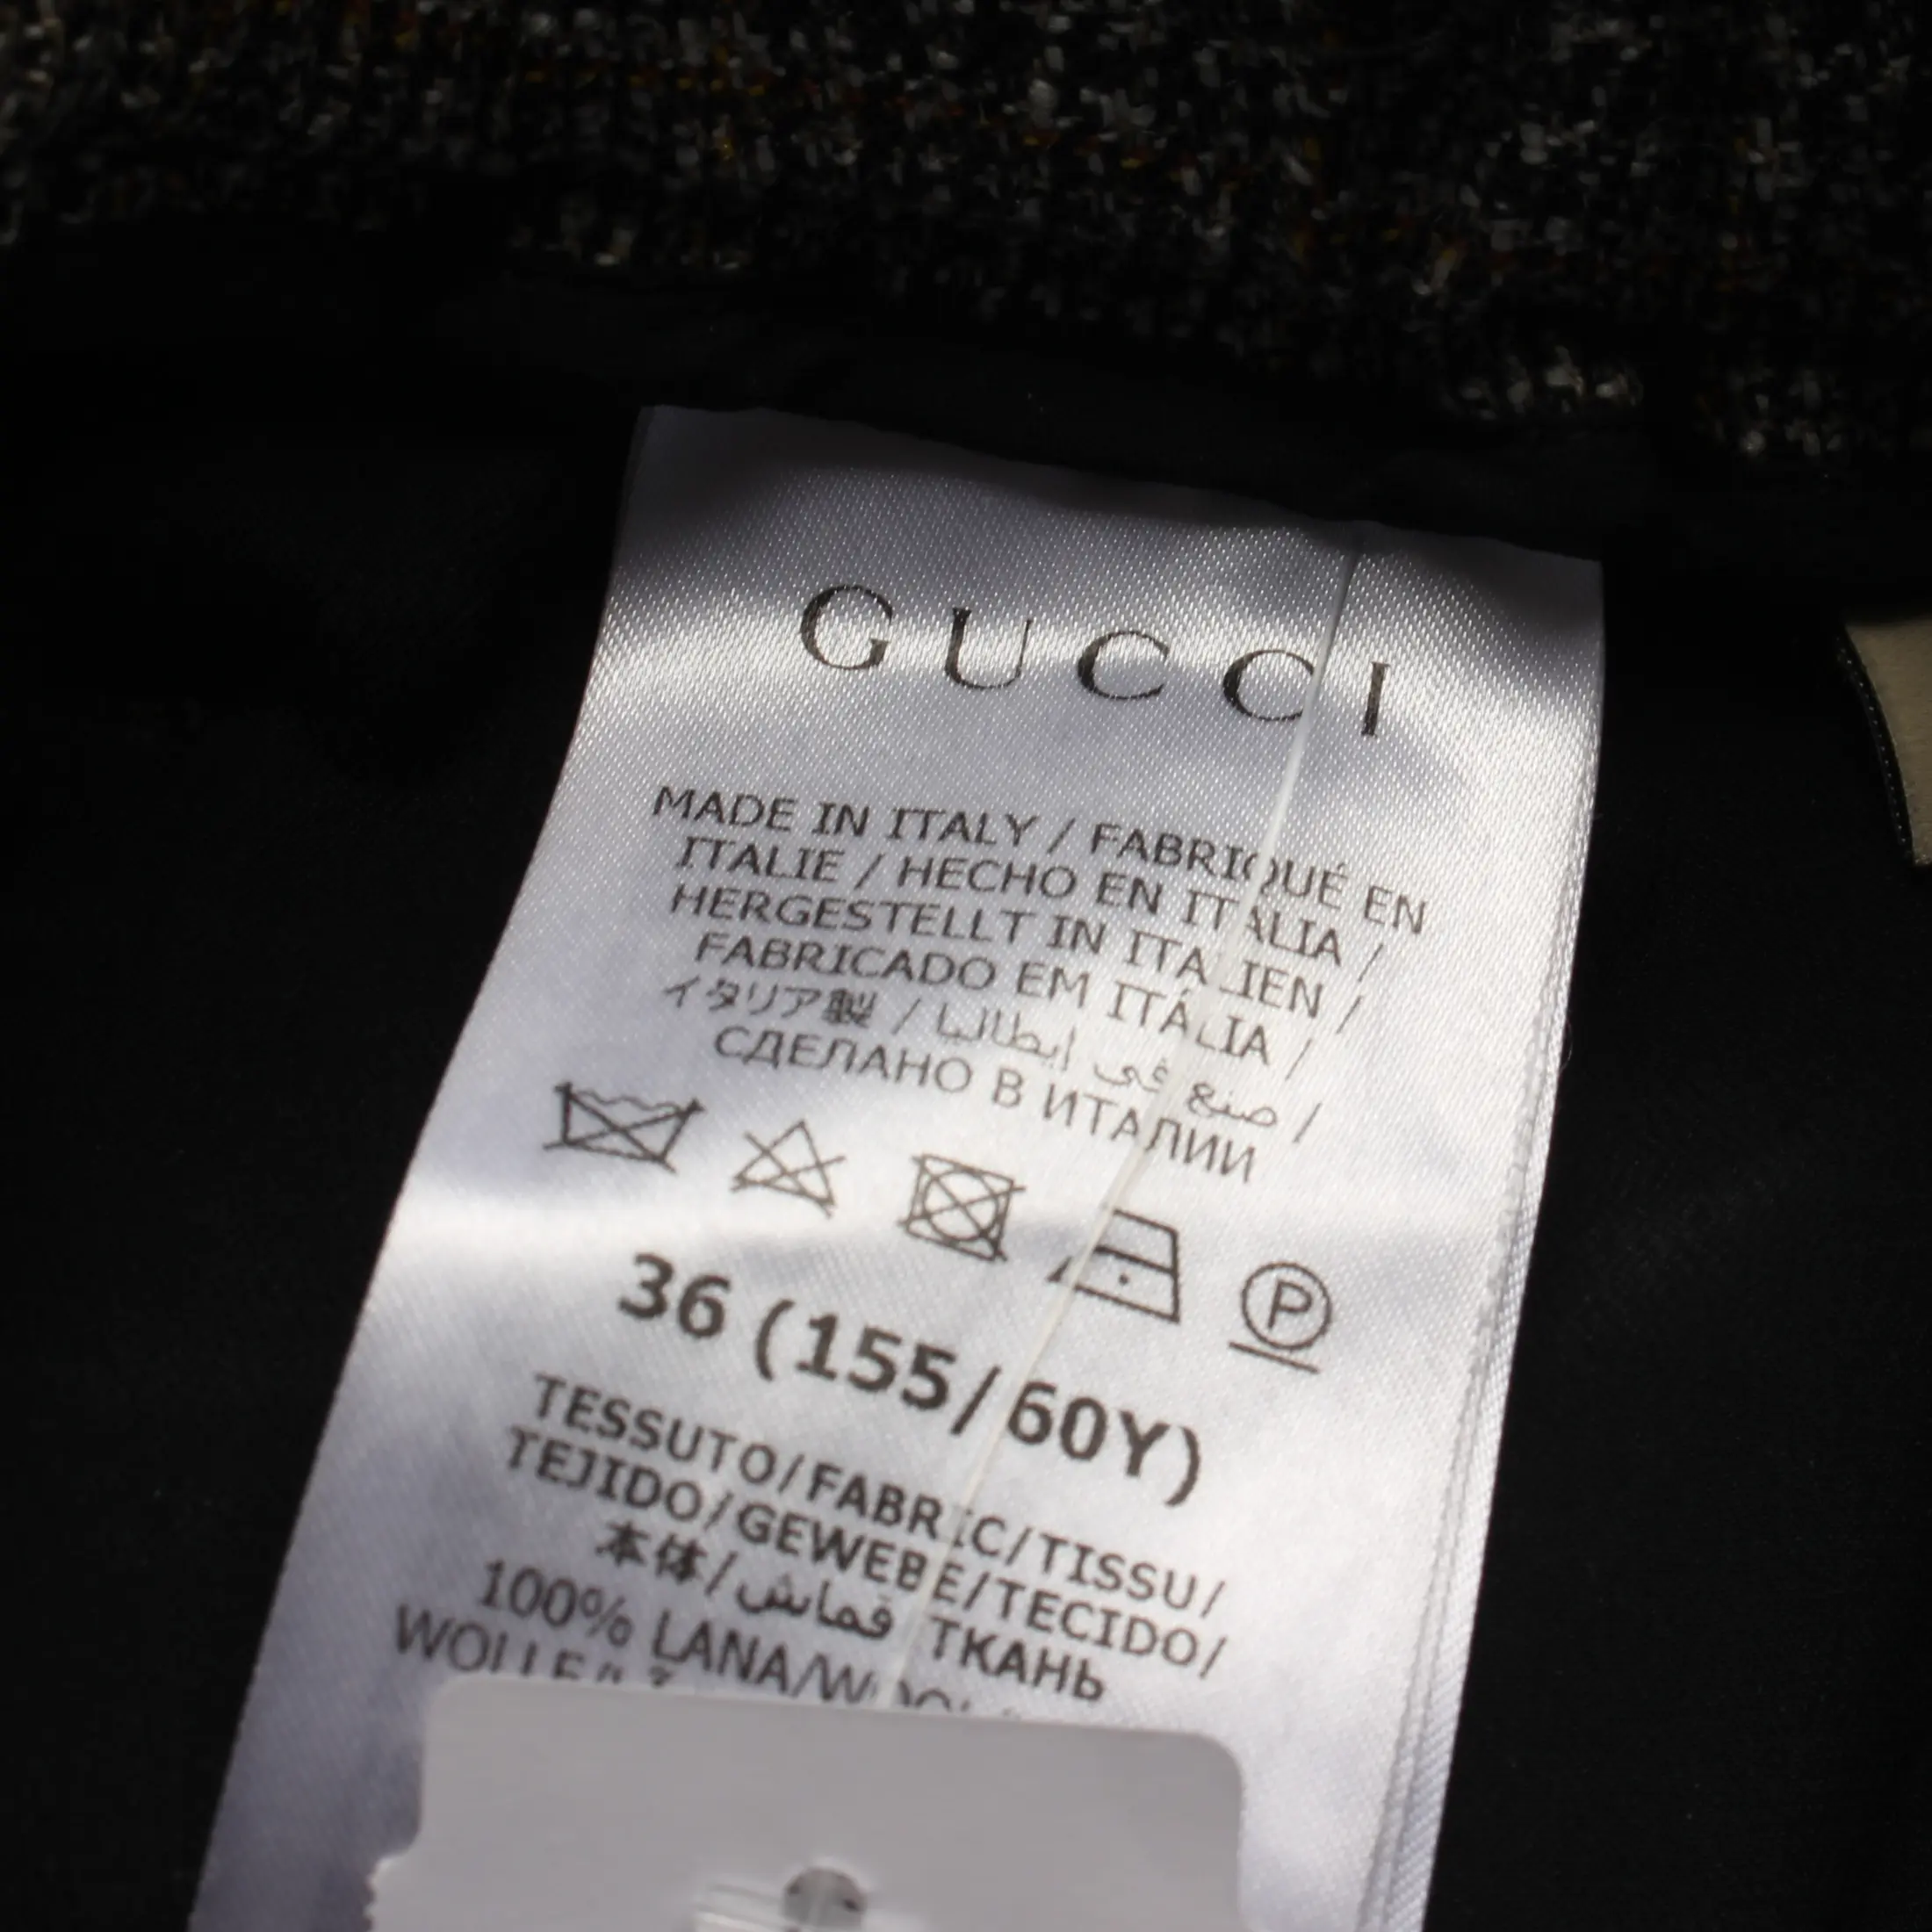 GUCCI
MADE IN ITALY / FABRIQUÉ EN
ITALIE / HECHO EN ITALIA /
HERGESTELLT IN ITALIEN /
FABRICADO EM ITÁLIA /
イタリア製 / صنع في إيطاليا /
СДЕЛАНО В ИТАЛИИ
P
36 (155/60Y)
TESSUTO/FABRIC/TISSU/
TEJIDO/GEWEBE/TECIDO/
本体/قماش ТКАНЬ
100% LANA/WOOL
WOLLE/